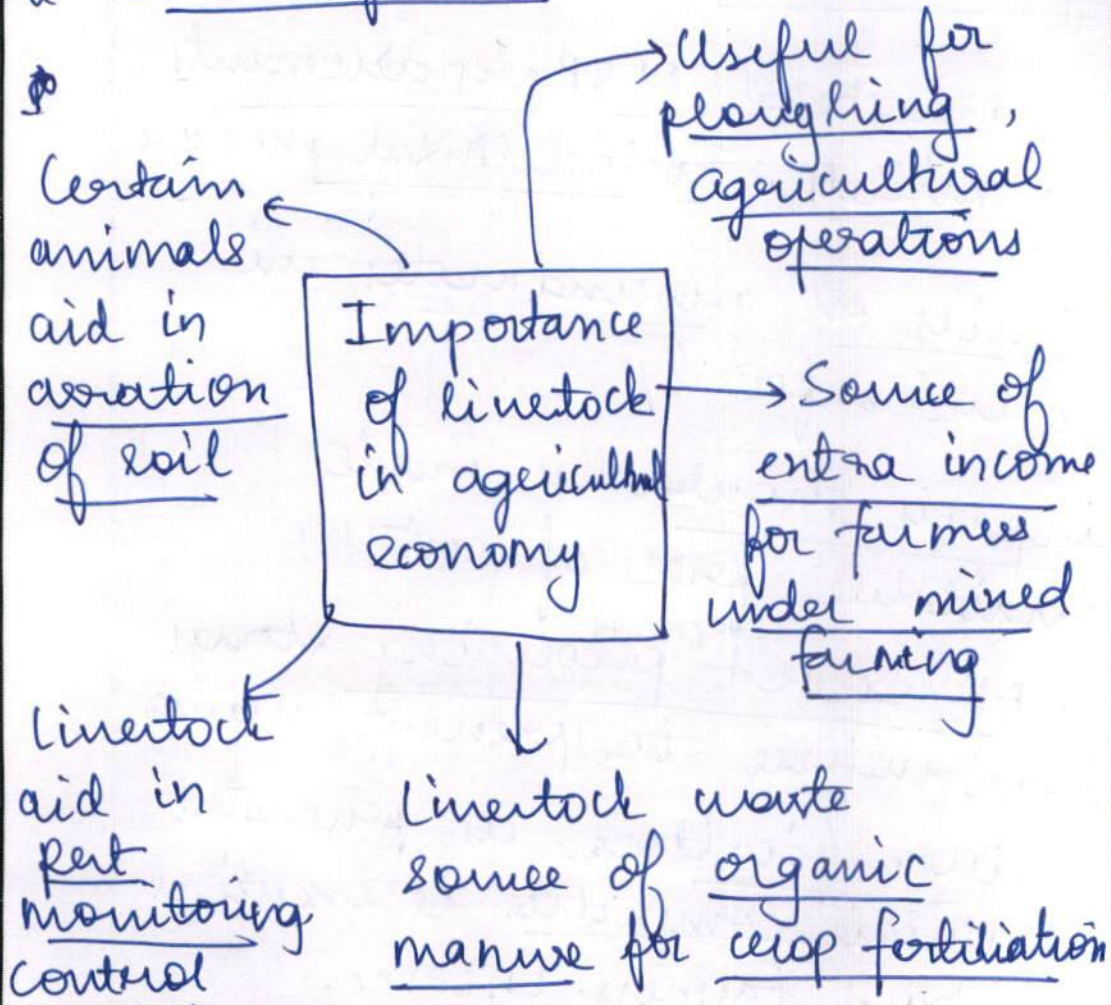 Useful for
ploughing,
agricultural
operations
Certain
animals
aid in
aeration
of soil
Importance
of livestock
in agricultural
economy
Source of
extra income
for farmers
under mixed
farming
Livestock
aid in
pest
monitoring
control
Livestock waste
source of organic
manure for crop fertiliation